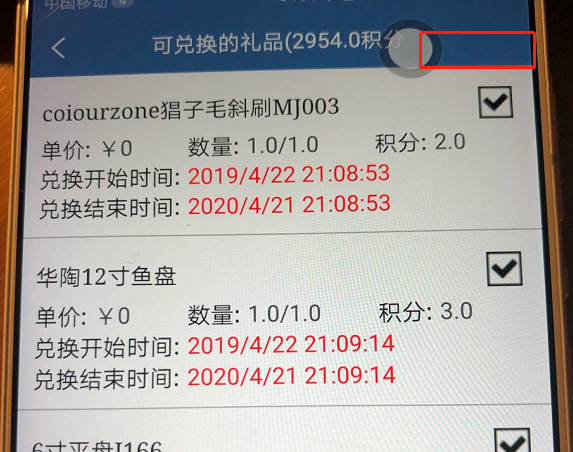 中国移动 4
可兑换的礼品(2954.0积分
coiourzone猖子毛斜刷MJ003
单价: ￥0 数量: 1.0/1.0 积分: 2.0
兑换开始时间: 2019/4/22 21:08:53
兑换结束时间: 2020/4/21 21:08:53
华陶12寸鱼盘
单价: ￥0 数量: 1.0/1.0 积分: 3.0
兑换开始时间: 2019/4/22 21:09:14
兑换结束时间: 2020/4/21 21:09:14
6寸平盘J166